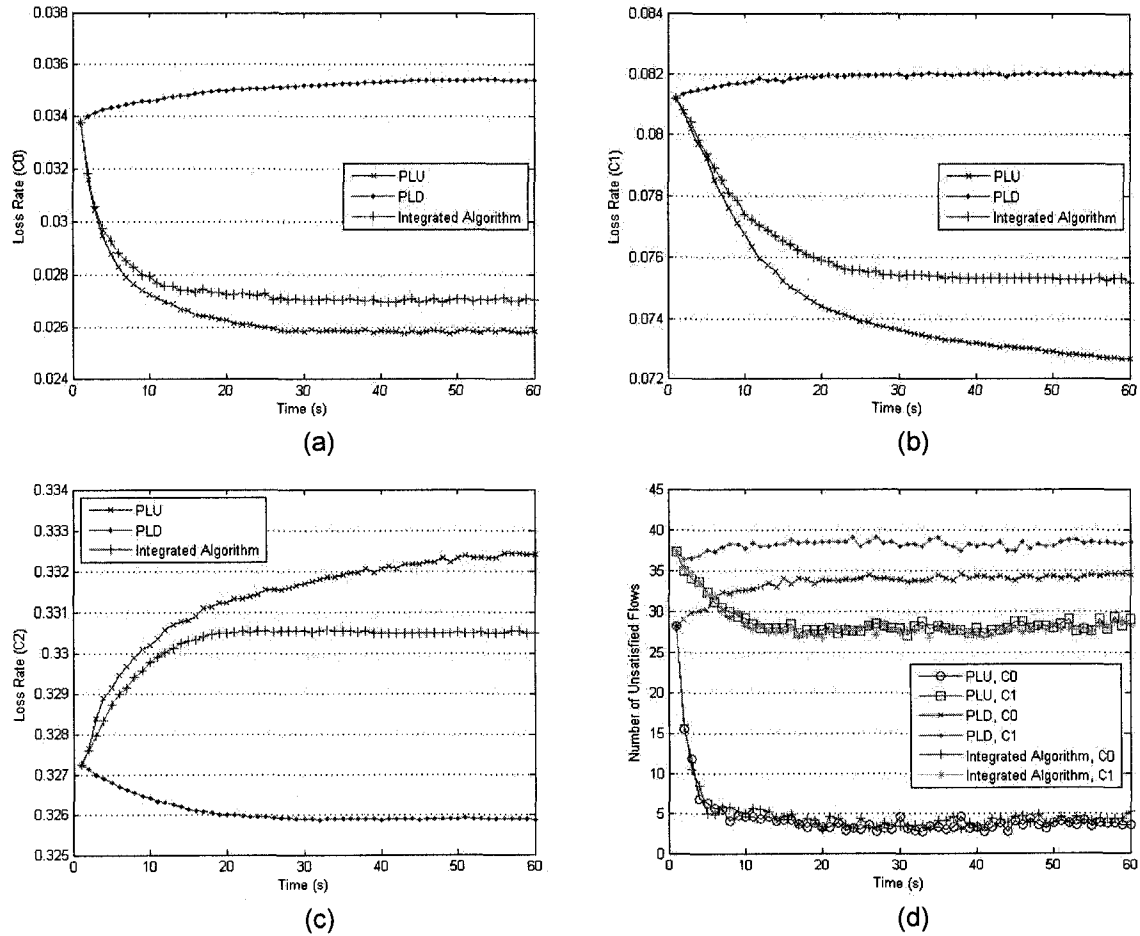 0.038
0.036
0.034
0.032
0.03
0.028
0.026
0.024
Loss Rate (C0)
PLU
PLD
Integrated Algorithm
0 10 20 30 40 50 60
Time (s)
(a)
0.084
0.082
0.08
0.078
0.076
0.074
0.072
Loss Rate (C1)
PLU
PLD
Integrated Algorithm
0 10 20 30 40 50 60
Time (s)
(b)
0.334
0.333
0.332
0.331
0.33
0.329
0.328
0.327
0.326
0.325
Loss Rate (C2)
PLU
PLD
Integrated Algorithm
0 10 20 30 40 50 60
Time (s)
(c)
45
40
35
30
25
20
15
10
5
0
Number of Unsatisfied Flows
PLU, C0
PLU, C1
PLD, C0
PLD, C1
Integrated Algorithm, C0
Integrated Algorithm, C1
0 10 20 30 40 50 60
Time (s)
(d)